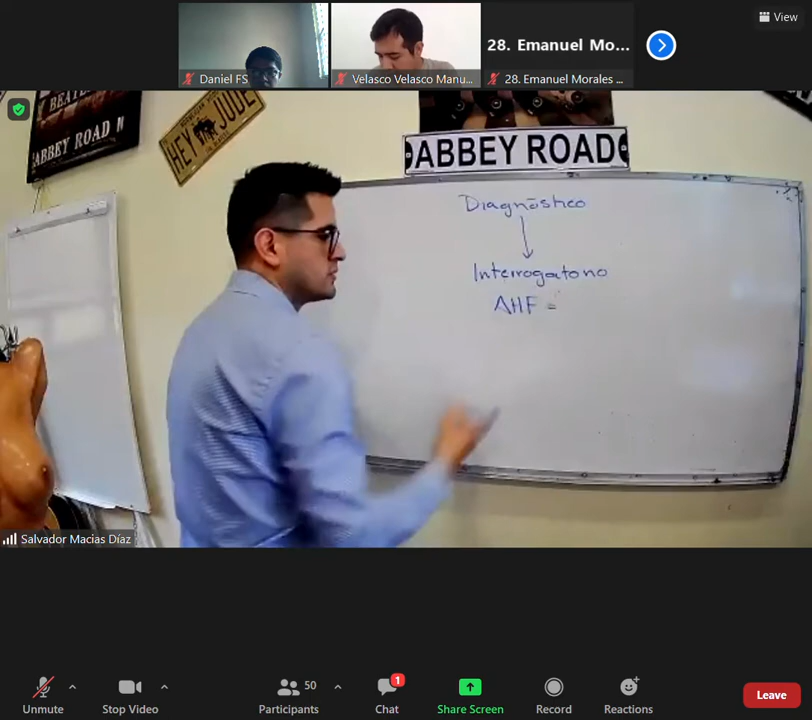 View
28. Emanuel Mo...
Daniel FS
Velasco Velasco Manu...
28. Emanuel Morales ...
BEATL
ABBEY ROAD N
HEY JUDE
ABBEY ROAD
Diagnóstico
Interrogatorio
AHF =
Salvador Macias Díaz
50
1
Unmute
Stop Video
Participants
Chat
Share Screen
Record
Reactions
Leave